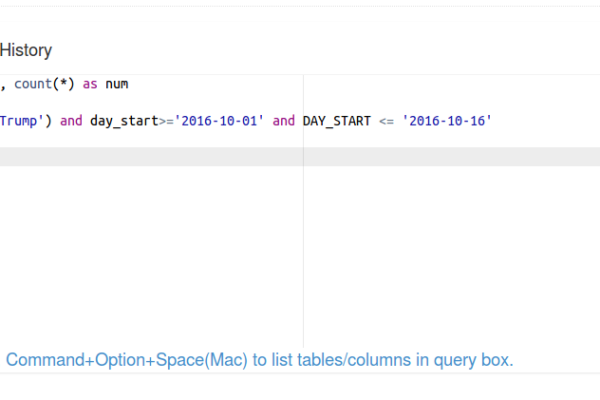 History
, count(*) as num
Trump') and day_start>='2016-10-01' and DAY_START <= '2016-10-16'
Command+Option+Space(Mac) to list tables/columns in query box.